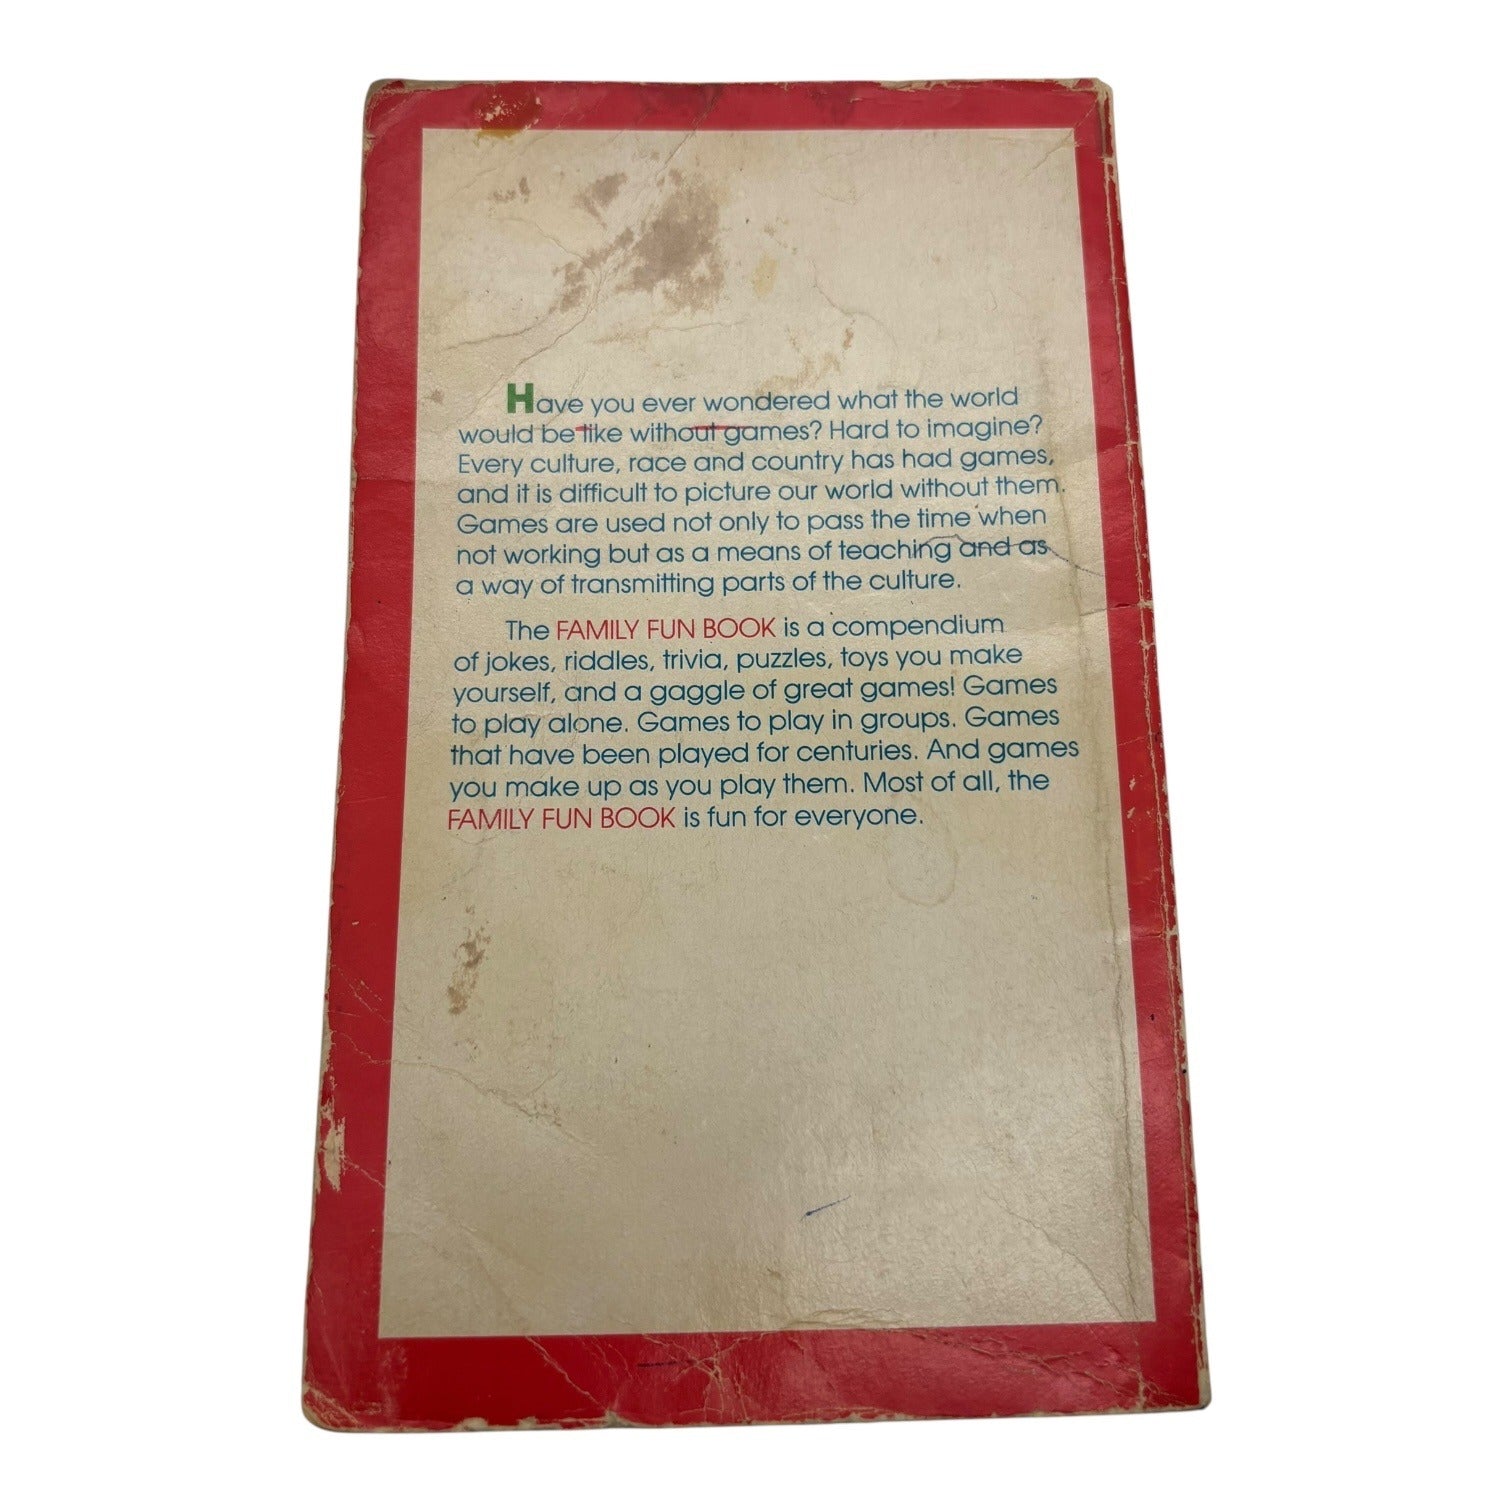 Have you ever wondered what the world
would be like without games? Hard to imagine?
Every culture, race and country has had games,
and it is difficult to picture our world without them.
Games are used not only to pass the time when
not working but as a means of teaching and as
a way of transmitting parts of the culture.
The FAMILY FUN BOOK is a compendium
of jokes, riddles, trivia, puzzles, toys you make
yourself, and a gaggle of great games! Games
to play alone. Games to play in groups. Games
that have been played for centuries. And games
you make up as you play them. Most of all, the
FAMILY FUN BOOK is fun for everyone.